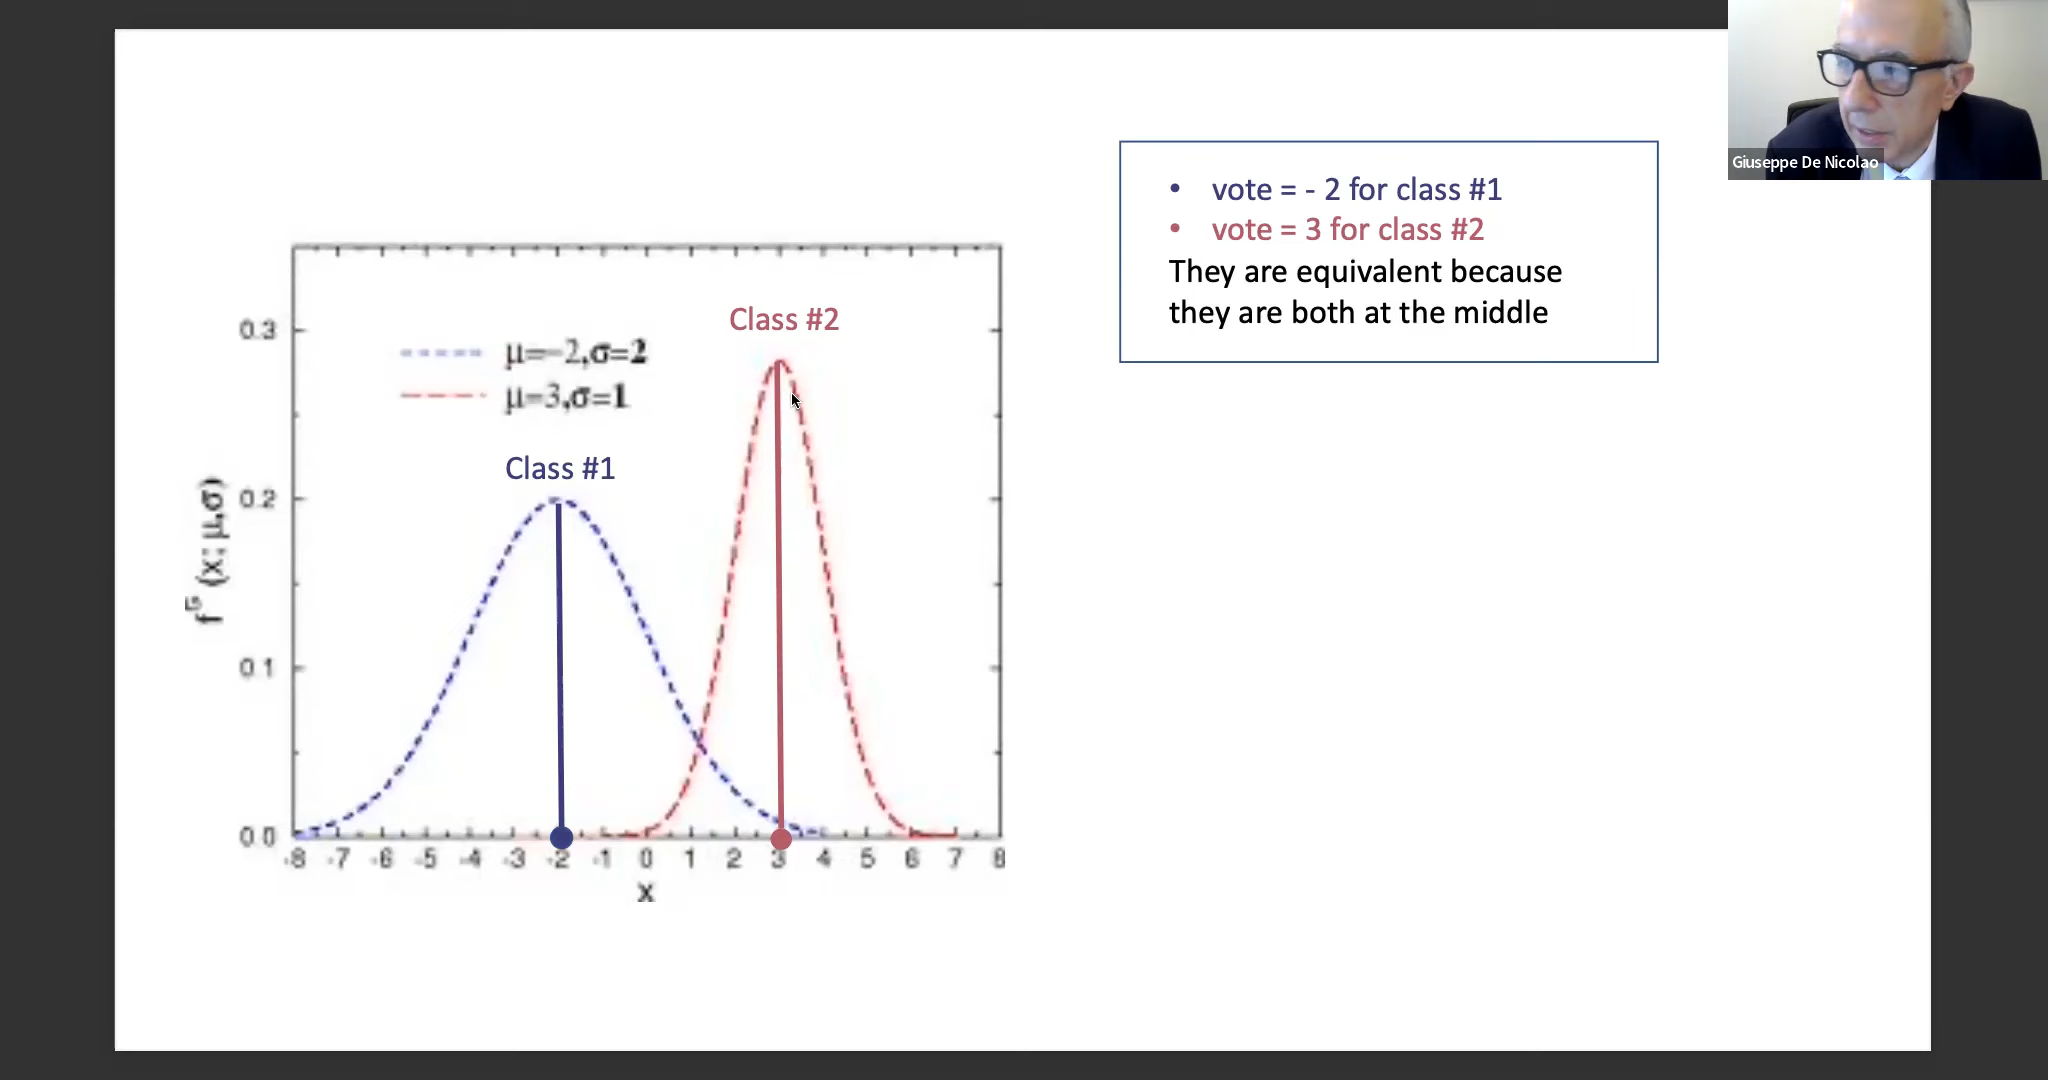 Giuseppe De Nicolao
• vote = - 2 for class #1
• vote = 3 for class #2
They are equivalent because
they are both at the middle
Class #2
μ=-2,σ=2
μ=3,σ=1
Class #1
f^G (x; μ,σ)
0.3
0.2
0.1
0.0
-8 -7 -6 -5 -4 -3 -2 -1 0 1 2 3 4 5 6 7 8
x